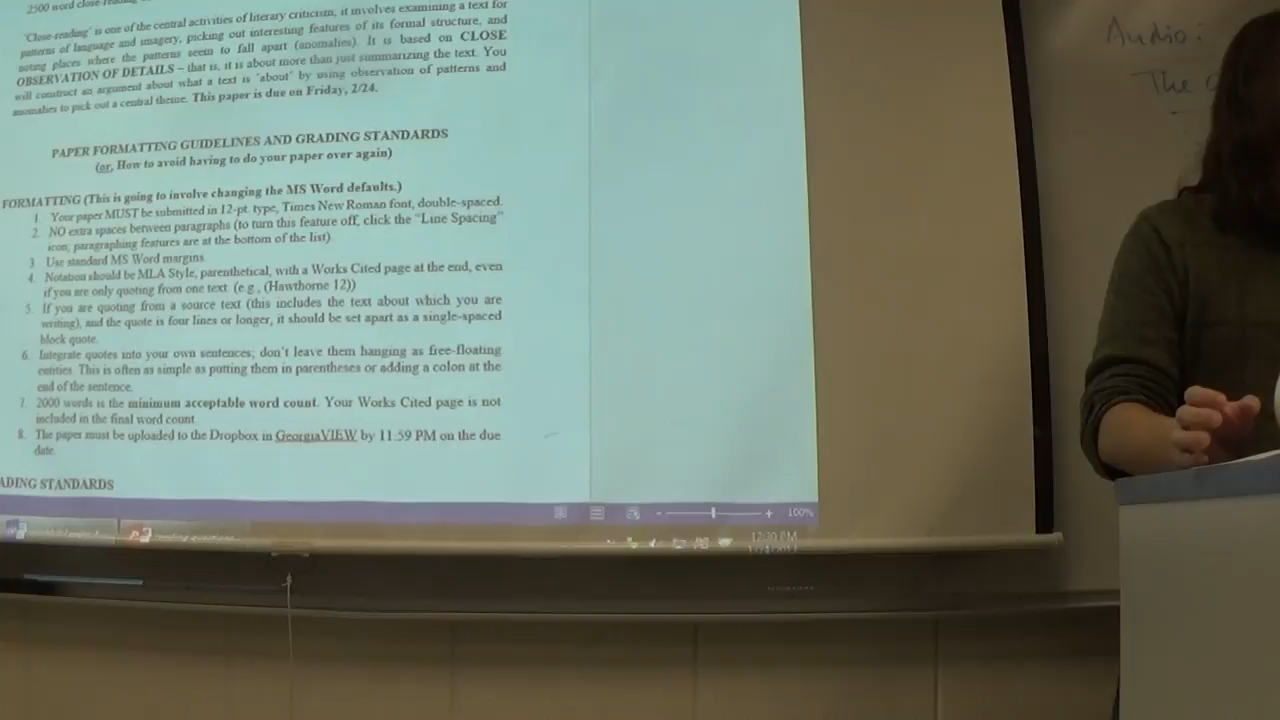 2500 word close-reading
'Close-reading' is one of the central activities of literary criticism, it involves examining a text for
patterns of language and imagery, picking out interesting features of its formal structure, and
noting places where the patterns seem to fall apart (anomalies). It is based on CLOSE
OBSERVATION OF DETAILS – that is, it is about more than just summarizing the text. You
will construct an argument about what a text is 'about' by using observation of patterns and
anomalies to pick out a central theme. This paper is due on Friday, 2/24.
PAPER FORMATTING GUIDELINES AND GRADING STANDARDS
(or, How to avoid having to do your paper over again)
FORMATTING (This is going to involve changing the MS Word defaults.)
1. Your paper MUST be submitted in 12-pt. type, Times New Roman font, double-spaced.
2. NO extra spaces between paragraphs (to turn this feature off, click the "Line Spacing"
icon; paragraphing features are at the bottom of the list)
3. Use standard MS Word margins.
4. Notation should be MLA Style, parenthetical, with a Works Cited page at the end, even
if you are only quoting from one text. (e.g., (Hawthorne 12))
5. If you are quoting from a source text (this includes the text about which you are
writing), and the quote is four lines or longer, it should be set apart as a single-spaced
block quote.
6. Integrate quotes into your own sentences; don't leave them hanging as free-floating
entities. This is often as simple as putting them in parentheses or adding a colon at the
end of the sentence.
7. 2000 words is the minimum acceptable word count. Your Works Cited page is not
included in the final word count.
8. The paper must be uploaded to the Dropbox in GeorgiaVIEW by 11:59 PM on the due
date.
ADING STANDARDS
100%
12:30 PM
Audio:
The